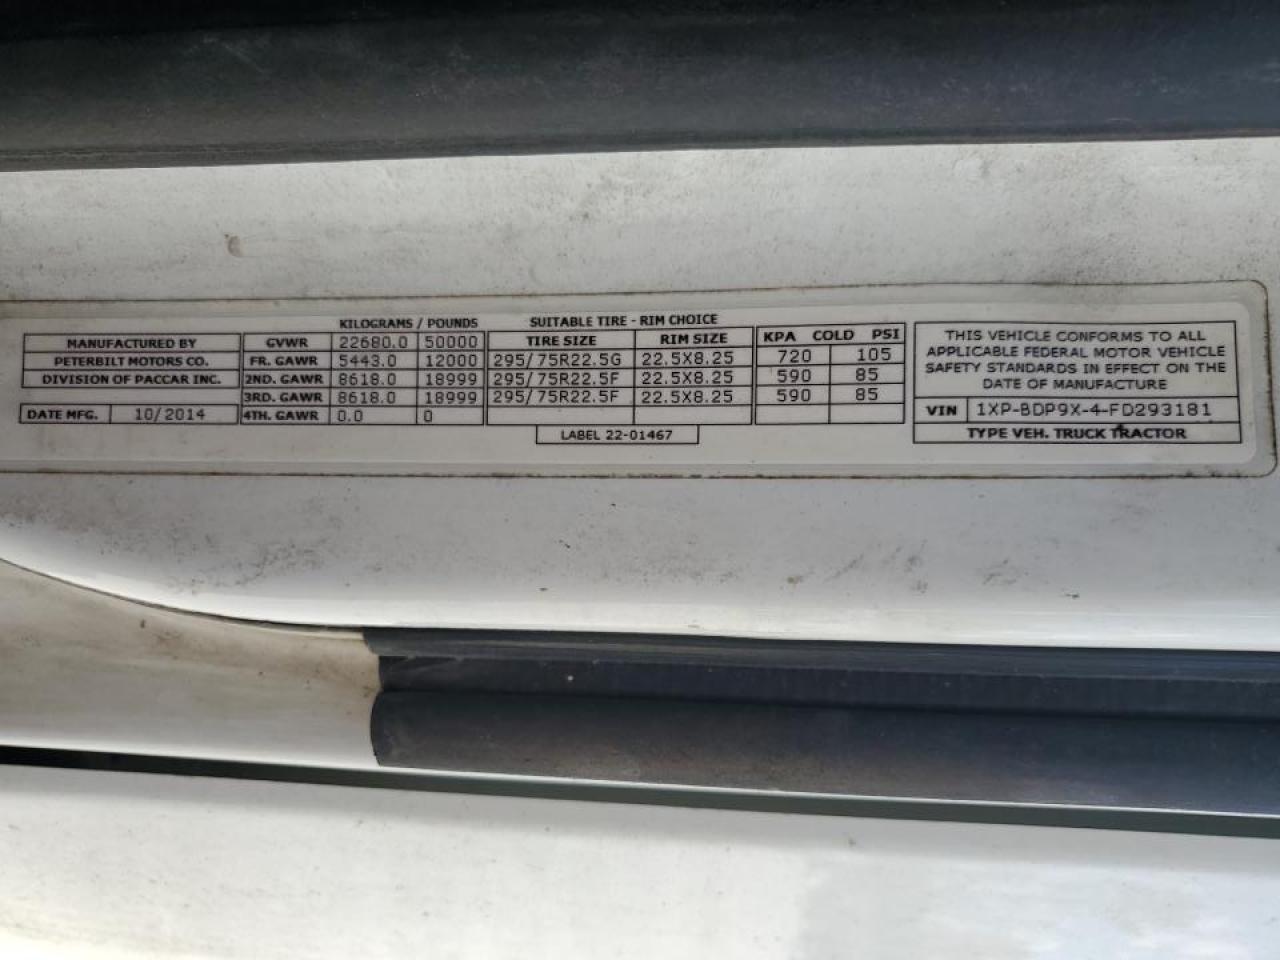 KILOGRAMS / POUNDS SUITABLE TIRE - RIM CHOICE
MANUFACTURED BY
PETERBILT MOTORS CO.
DIVISION OF PACCAR INC.
DATE MFG. 10/2014
GVWR 22680.0 50000 TIRE SIZE RIM SIZE KPA COLD PSI
FR. GAWR 5443.0 12000 295/75R22.5G 22.5X8.25 720 105
2ND. GAWR 8618.0 18999 295/75R22.5F 22.5X8.25 590 85
3RD. GAWR 8618.0 18999 295/75R22.5F 22.5X8.25 590 85
4TH. GAWR 0.0 0
LABEL 22-01467
THIS VEHICLE CONFORMS TO ALL
APPLICABLE FEDERAL MOTOR VEHICLE
SAFETY STANDARDS IN EFFECT ON THE
DATE OF MANUFACTURE
VIN 1XP-BDP9X-4-FD293181
TYPE VEH. TRUCK TRACTOR